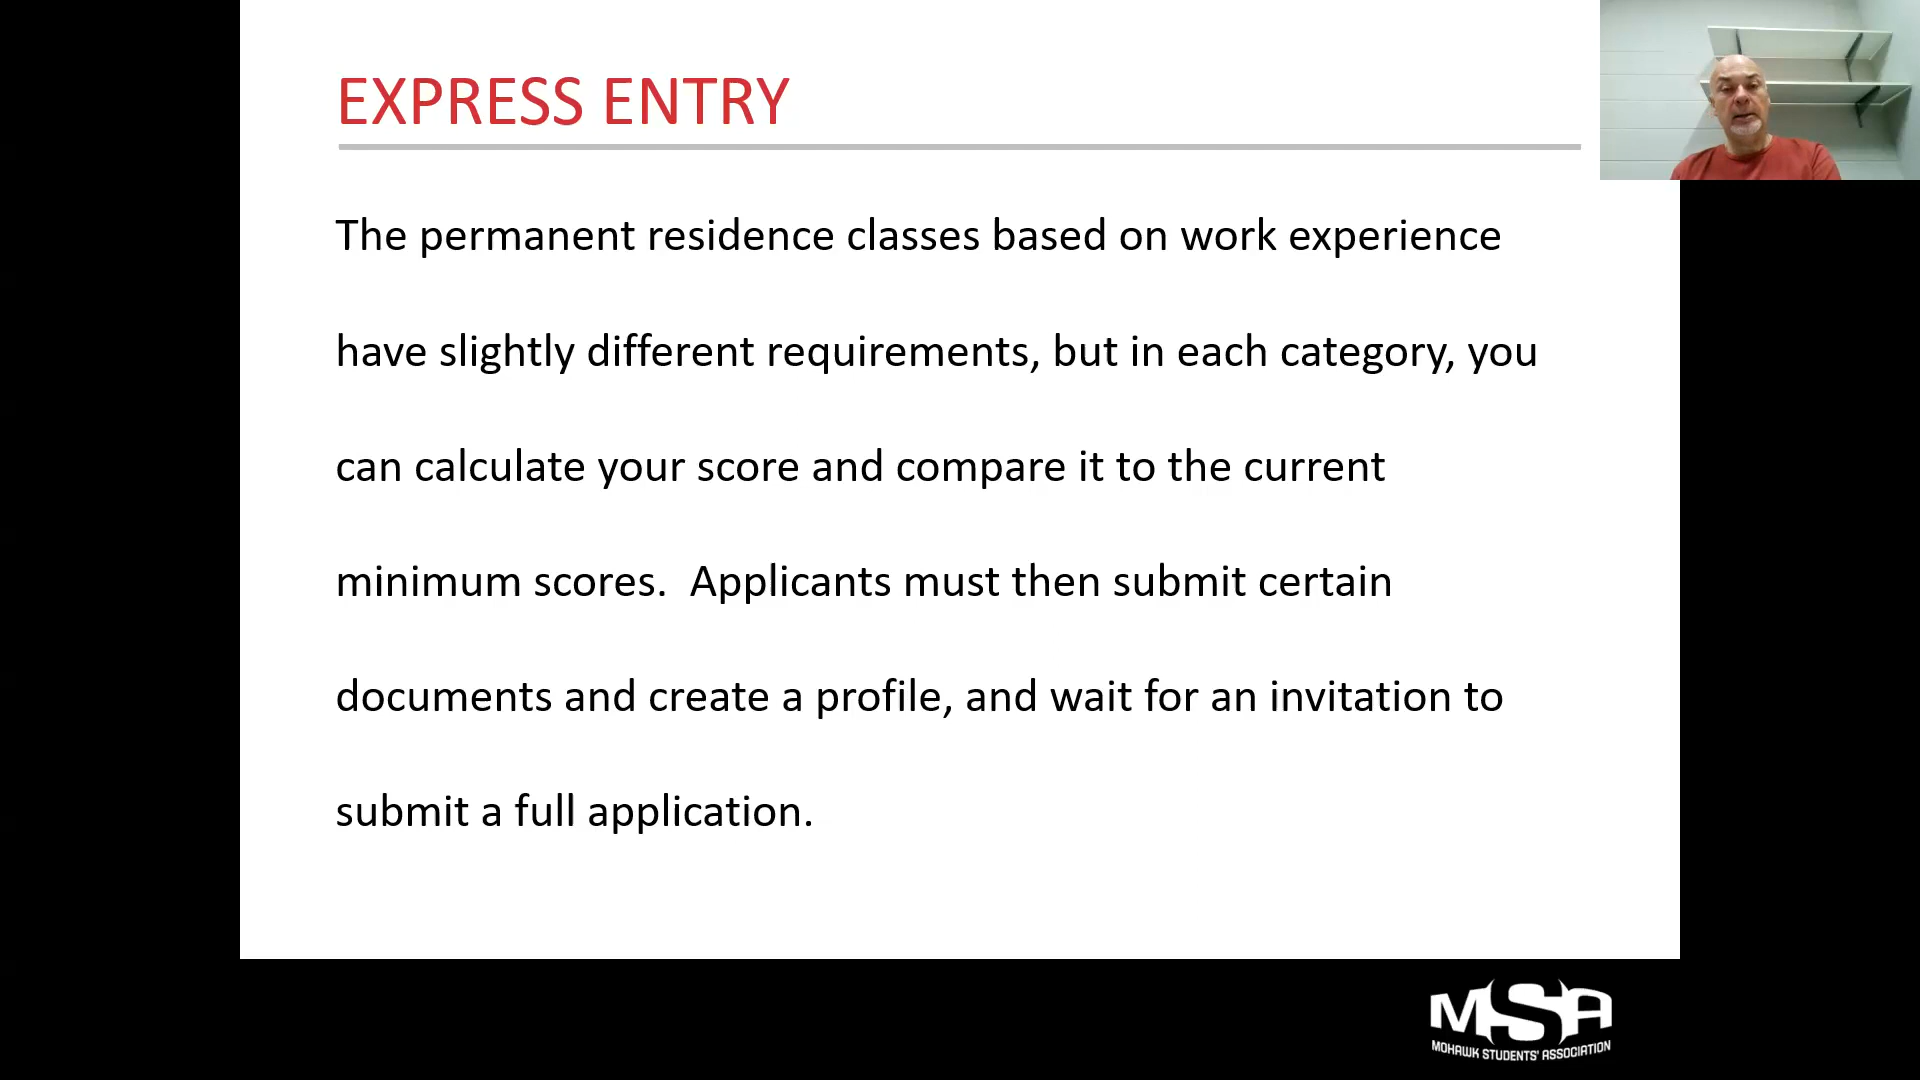 EXPRESS ENTRY
The permanent residence classes based on work experience
have slightly different requirements, but in each category, you
can calculate your score and compare it to the current
minimum scores.  Applicants must then submit certain
documents and create a profile, and wait for an invitation to
submit a full application.
MSA
MOHAWK STUDENTS' ASSOCIATION